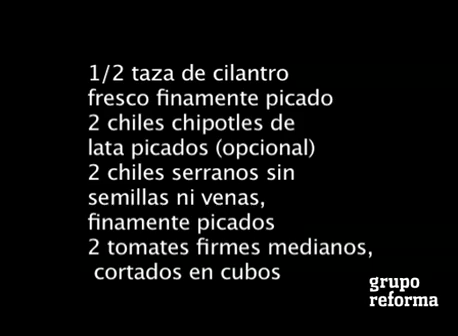 1/2 taza de cilantro
fresco finamente picado
2 chiles chipotles de
lata picados (opcional)
2 chiles serranos sin
semillas ni venas,
finamente picados
2 tomates firmes medianos,
cortados en cubos
grupo
reforma